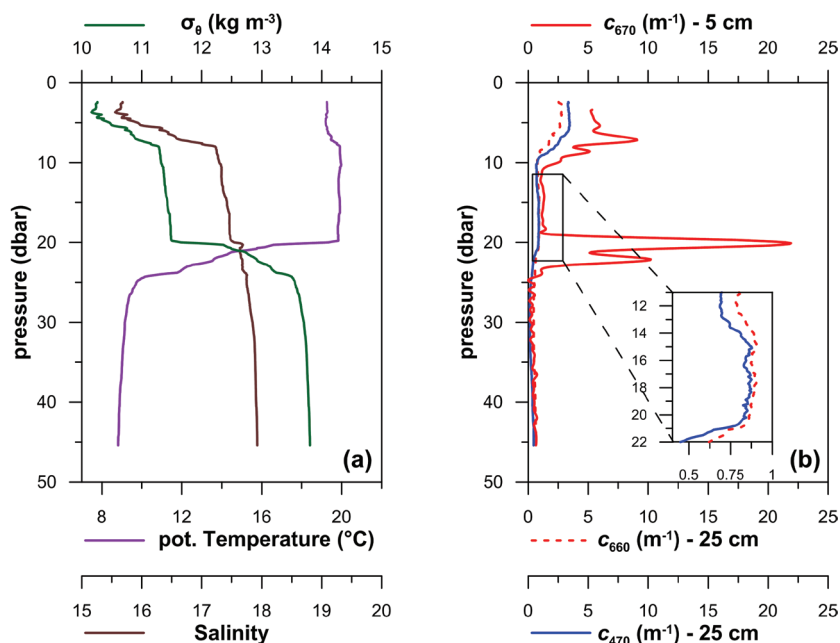 σθ (kg m-3)
10 11 12 13 14 15
c670 (m-1) - 5 cm
0 5 10 15 20 25
pressure (dbar)
0
10
20
30
40
50
(a)
8 12 16 20
pot. Temperature (°C)
15 16 17 18 19 20
Salinity
pressure (dbar)
0
10
20
30
40
50
12
14
16
18
20
22
0.5 0.75 1
(b)
0 5 10 15 20 25
c660 (m-1) - 25 cm
0 5 10 15 20 25
c470 (m-1) - 25 cm